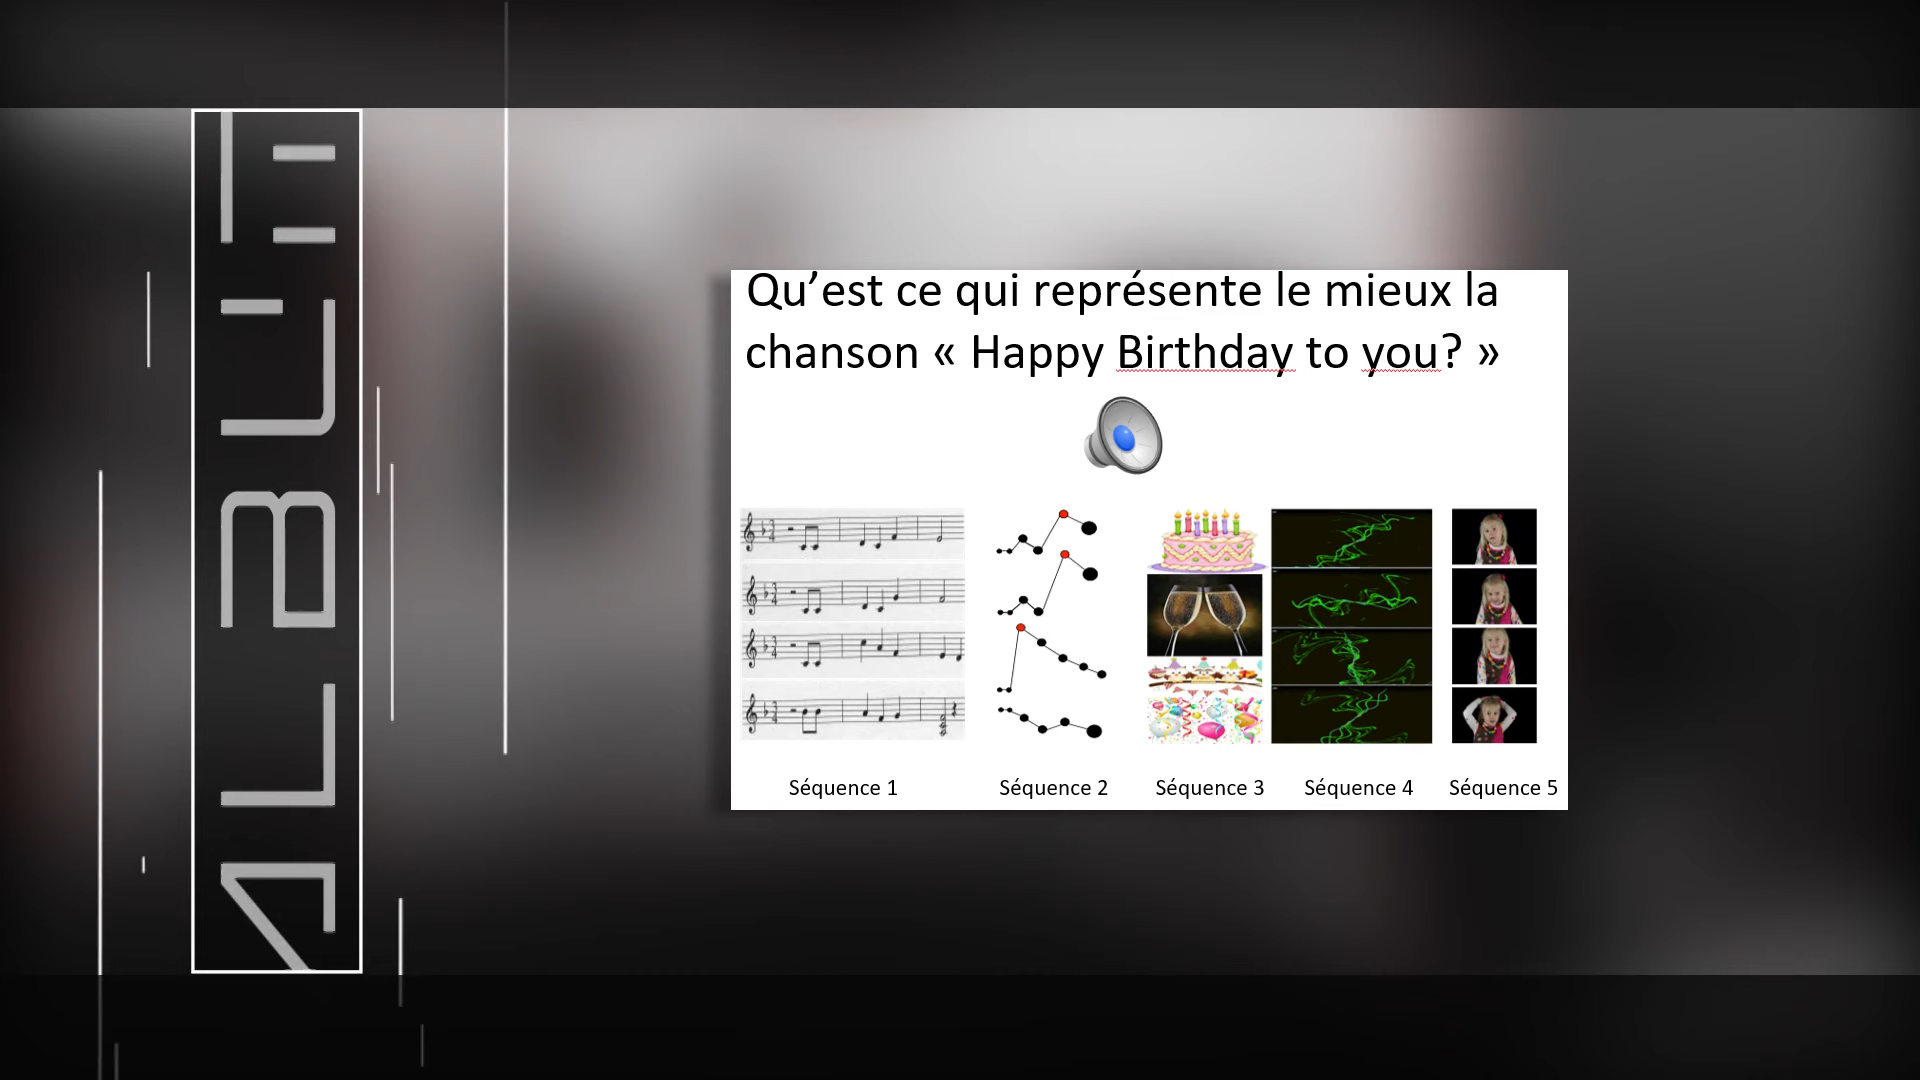 Qu’est ce qui représente le mieux la
chanson « Happy Birthday to you? »
Séquence 1
Séquence 2
Séquence 3
Séquence 4
Séquence 5